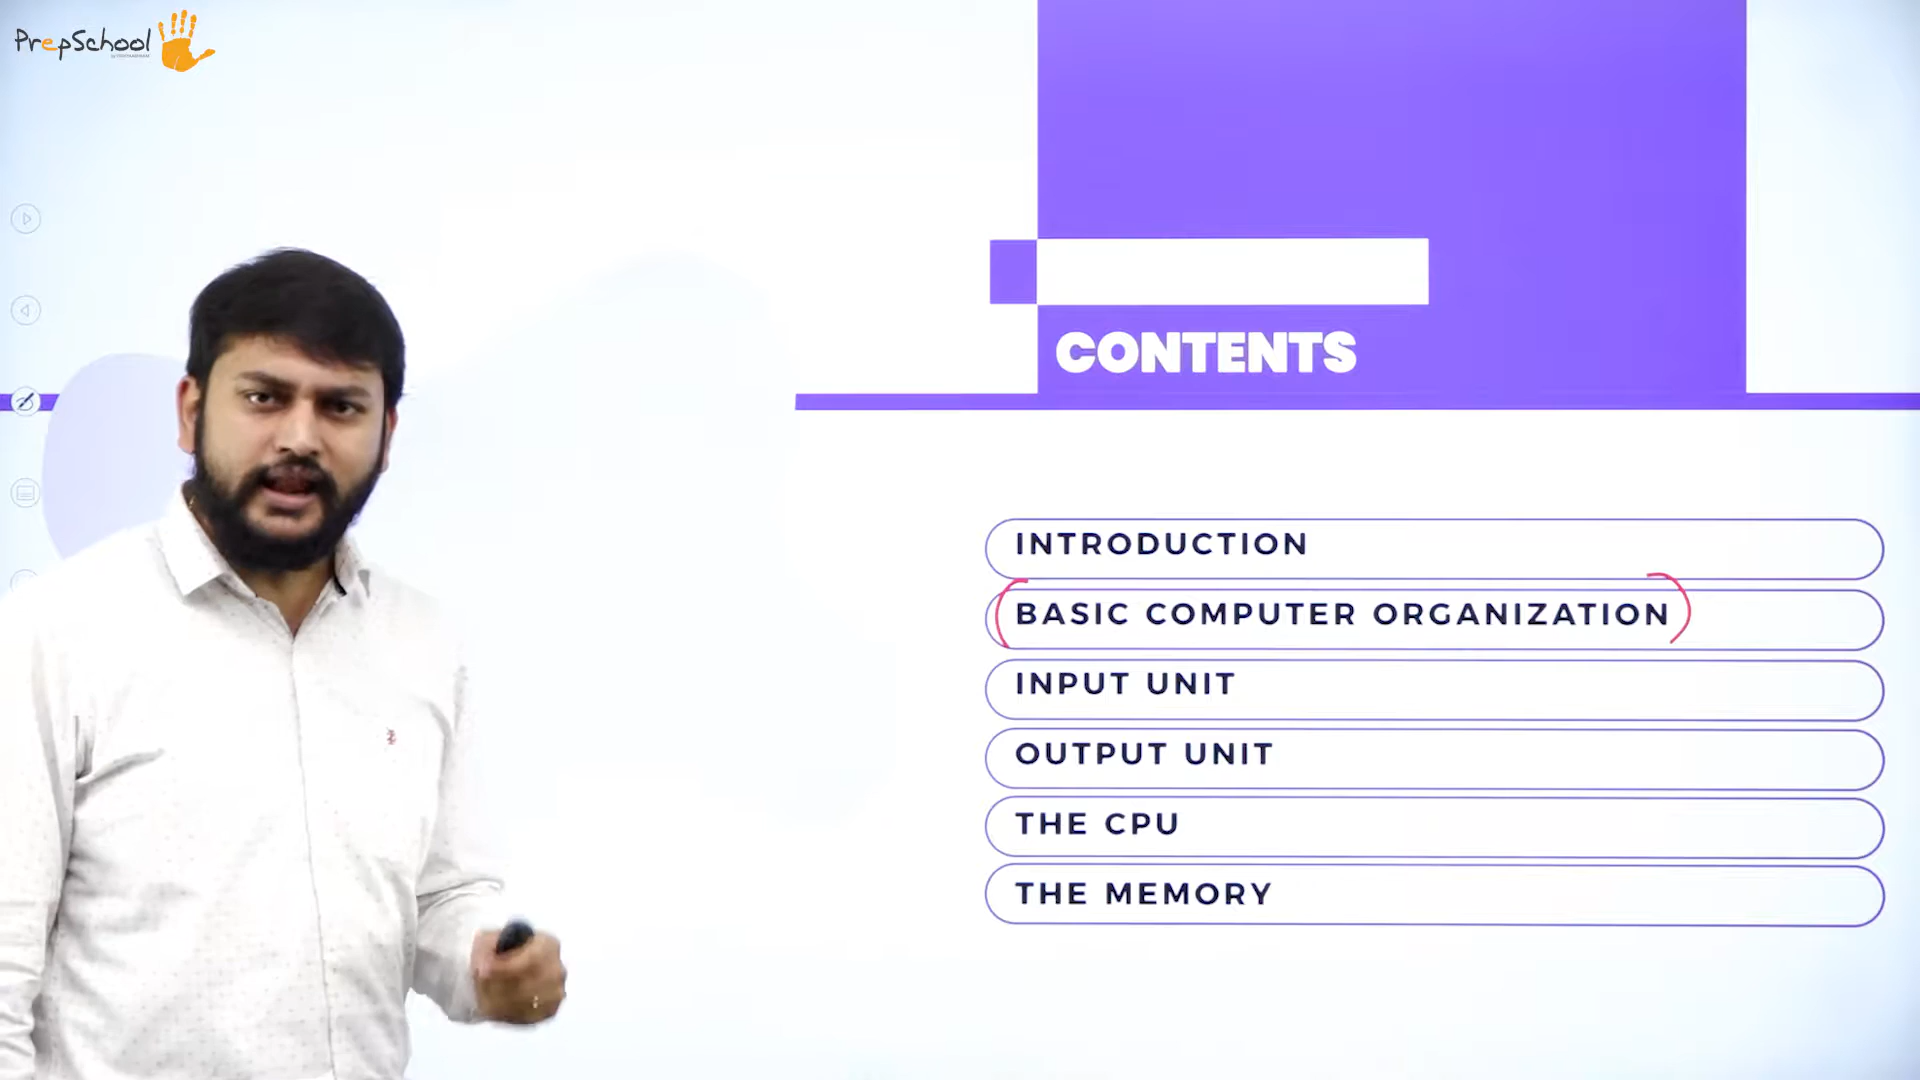 PrepSchool
CONTENTS
INTRODUCTION
BASIC COMPUTER ORGANIZATION
INPUT UNIT
OUTPUT UNIT
THE CPU
THE MEMORY